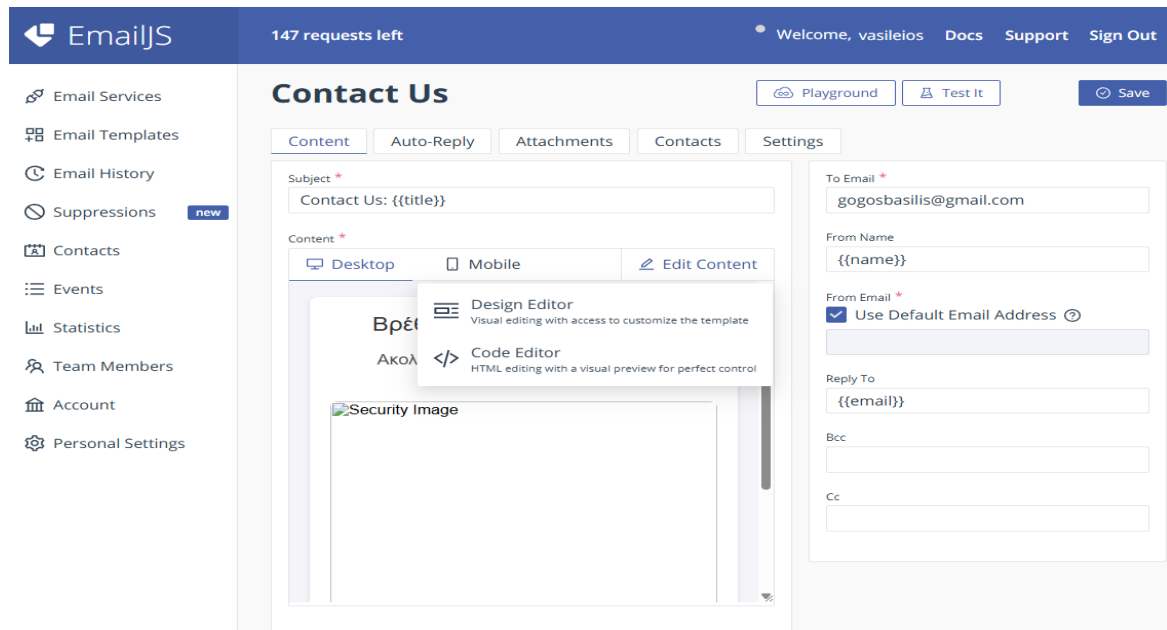 EmailJS
147 requests left
Welcome, vasileios Docs Support Sign Out
Email Services
Email Templates
Email History
Suppressions new
Contacts
Events
Statistics
Team Members
Account
Personal Settings
Contact Us
Playground Test It Save
Content Auto-Reply Attachments Contacts Settings
Subject *
Contact Us: {{title}}
Content *
Desktop Mobile Edit Content
Design Editor
Visual editing with access to customize the template
Code Editor
HTML editing with a visual preview for perfect control
Security Image
To Email *
gogosbasilis@gmail.com
From Name
{{name}}
From Email *
Use Default Email Address
Reply To
{{email}}
Bcc
Cc